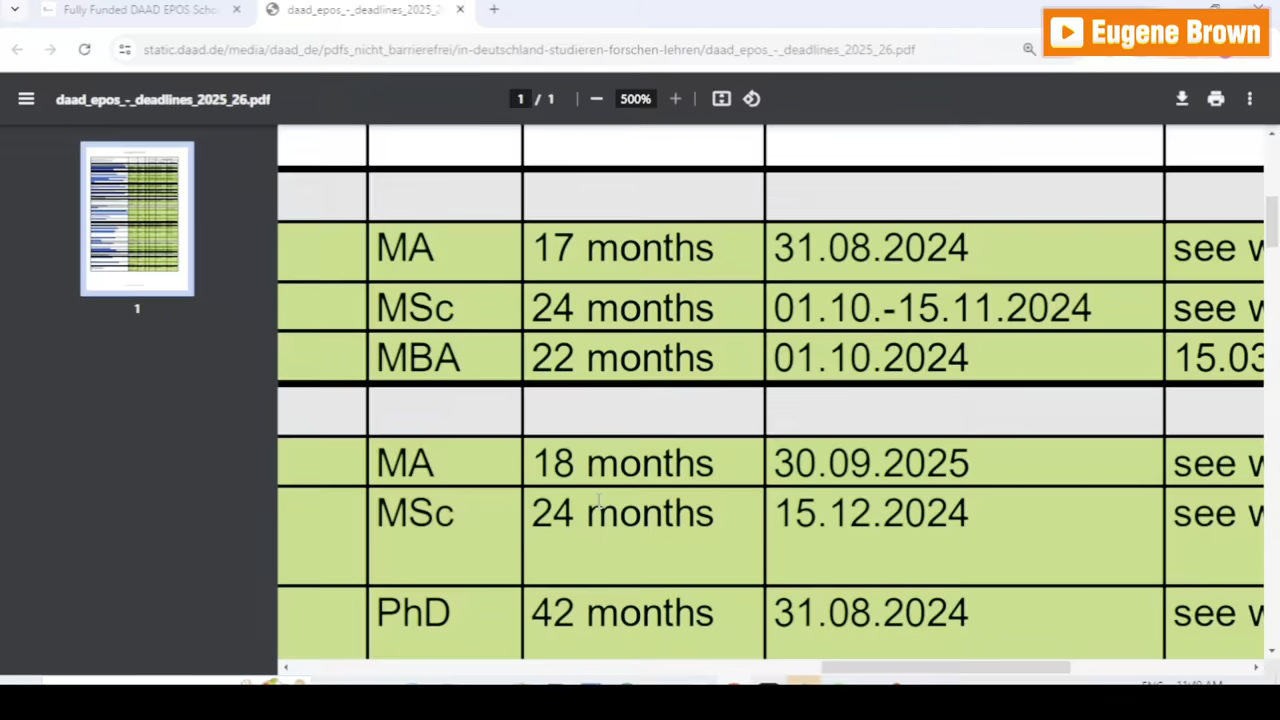 Fully Funded DAAD EPOS Scho
daad_epos_-_deadlines_2025_2
Eugene Brown
static.daad.de/media/daad_de/pdfs_nicht_barrierefrei/in-deutschland-studieren-forschen-lehren/daad_epos_-_deadlines_2025_26.pdf
daad_epos_-_deadlines_2025_26.pdf
1 / 1
500%
MA 17 months 31.08.2024 see w
MSc 24 months 01.10.-15.11.2024 see w
MBA 22 months 01.10.2024 15.03
MA 18 months 30.09.2025 see w
MSc 24 months 15.12.2024 see w
PhD 42 months 31.08.2024 see w
1